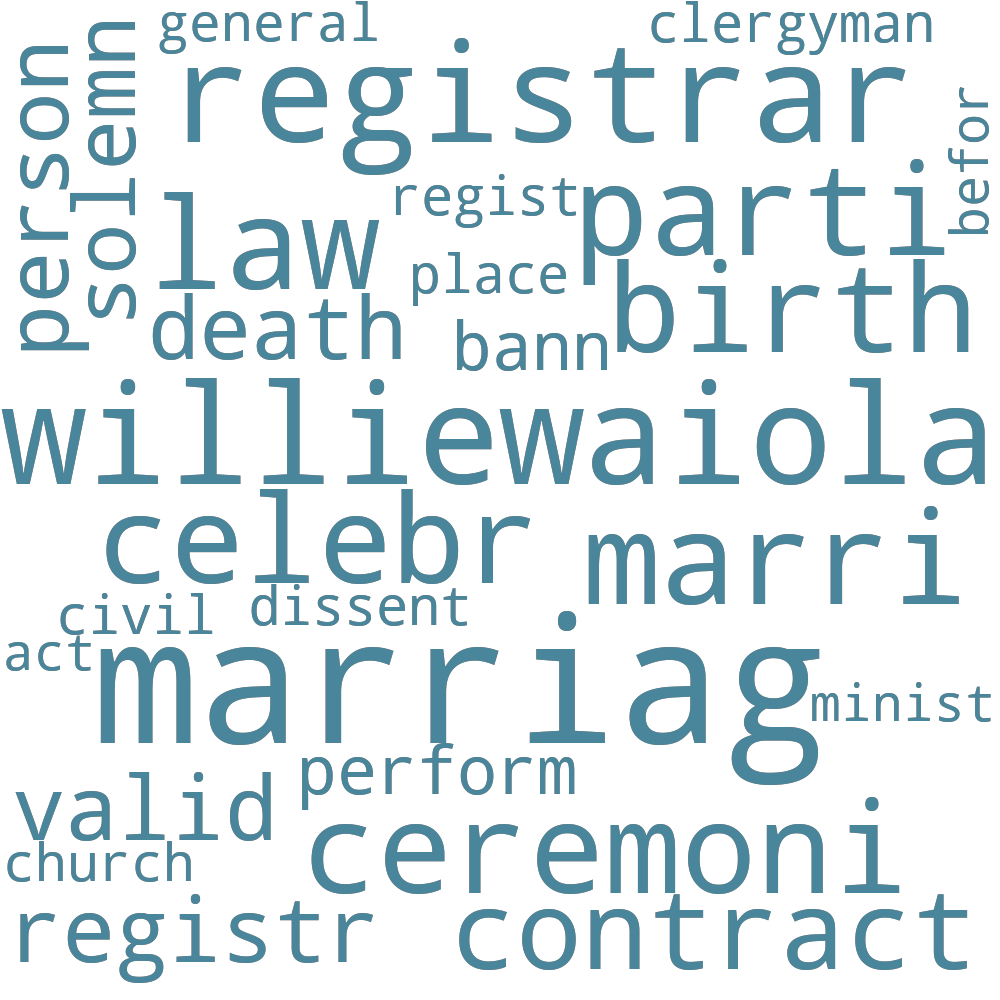 general
clergyman
person
solemn
registrar
befor
law
regist
parti
place
death
bann
birth
williewaiola
celebr
marri
civil
dissent
act
marriag
minist
perform
valid
ceremoni
church
registr
contract